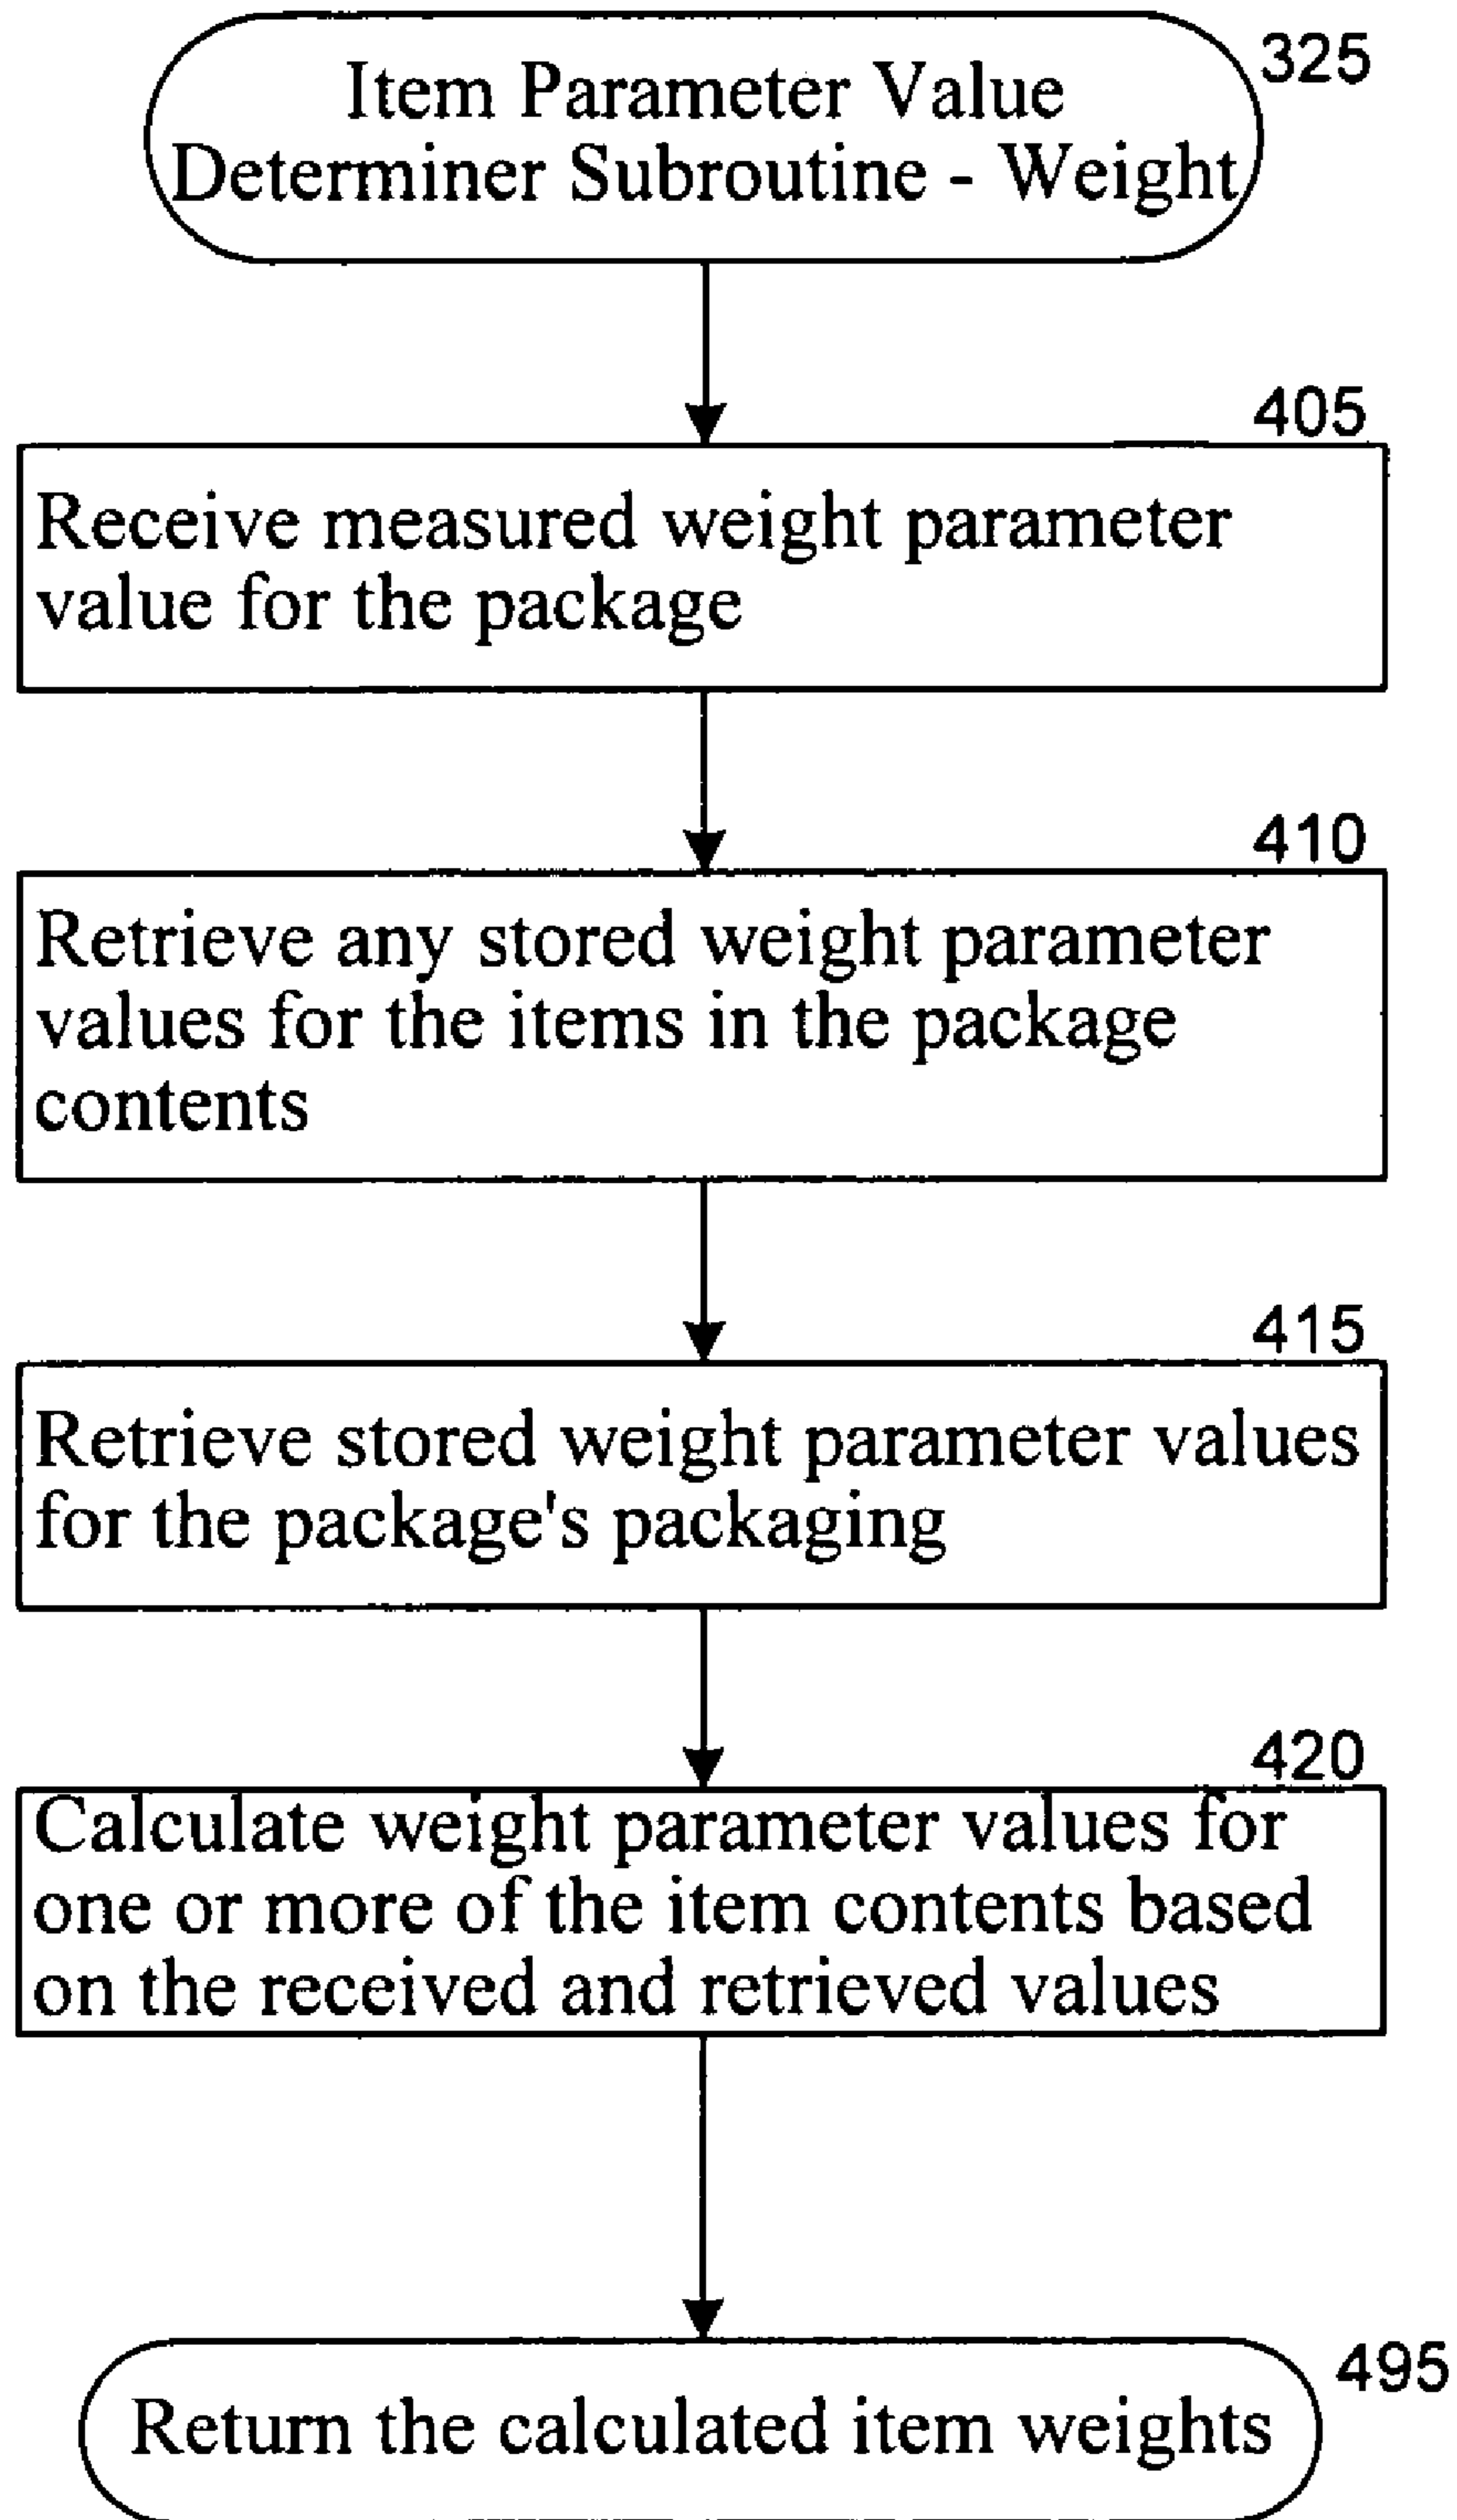 325
Item Parameter Value
Determiner Subroutine - Weight
405
Receive measured weight parameter
value for the package
410
Retrieve any stored weight parameter
values for the items in the package
contents
415
Retrieve stored weight parameter values
for the package's packaging
420
Calculate weight parameter values for
one or more of the item contents based
on the received and retrieved values
495
Return the calculated item weights